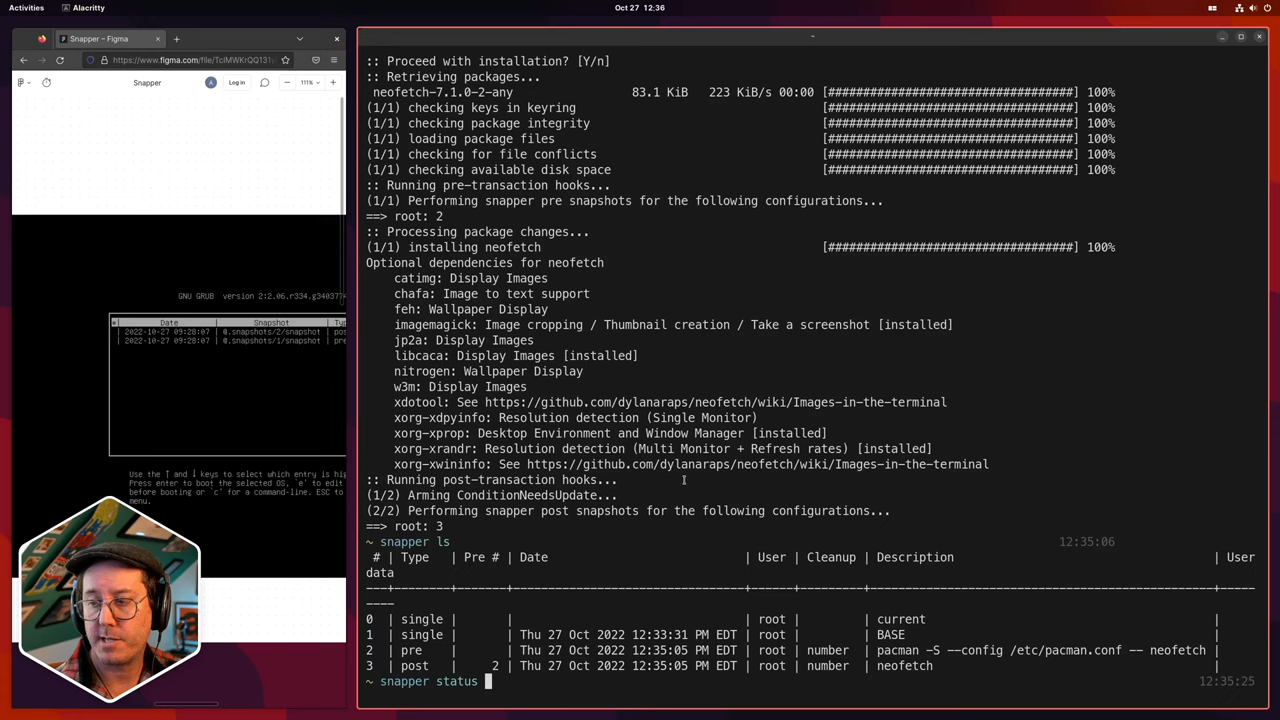 Activities
Alacritty
Oct 27 12:36
Snapper – Figma
https://www.figma.com/file/TcIMWKrQQ131
Snapper
A
Log in
111%
GNU GRUB version 2:2.06.r334.g340377
Date | Snapshot | Ty
| 2022-10-27 09:28:07 | @.snapshots/2/snapshot | pos
| 2022-10-27 09:28:07 | @.snapshots/1/snapshot | pre
Use the ↑ and ↓ keys to select which entry is hig
Press enter to boot the selected OS, `e' to edit
before booting or `c' for a command-line. ESC to
menu.
~
:: Proceed with installation? [Y/n]
:: Retrieving packages...
neofetch-7.1.0-2-any 83.1 KiB 223 KiB/s 00:00 [####################################] 100%
(1/1) checking keys in keyring [####################################] 100%
(1/1) checking package integrity [####################################] 100%
(1/1) loading package files [####################################] 100%
(1/1) checking for file conflicts [####################################] 100%
(1/1) checking available disk space [####################################] 100%
:: Running pre-transaction hooks...
(1/1) Performing snapper pre snapshots for the following configurations...
==> root: 2
:: Processing package changes...
(1/1) installing neofetch [####################################] 100%
Optional dependencies for neofetch
catimg: Display Images
chafa: Image to text support
feh: Wallpaper Display
imagemagick: Image cropping / Thumbnail creation / Take a screenshot [installed]
jp2a: Display Images
libcaca: Display Images [installed]
nitrogen: Wallpaper Display
w3m: Display Images
xdotool: See https://github.com/dylanaraps/neofetch/wiki/Images-in-the-terminal
xorg-xdpyinfo: Resolution detection (Single Monitor)
xorg-xprop: Desktop Environment and Window Manager [installed]
xorg-xrandr: Resolution detection (Multi Monitor + Refresh rates) [installed]
xorg-xwininfo: See https://github.com/dylanaraps/neofetch/wiki/Images-in-the-terminal
:: Running post-transaction hooks...
(1/2) Arming ConditionNeedsUpdate...
(2/2) Performing snapper post snapshots for the following configurations...
==> root: 3
~ snapper ls 12:35:06
# | Type | Pre # | Date | User | Cleanup | Description | User
data
---+--------+-------+---------------------------------+------+---------+------------------------------------------------+-----
----
0 | single | | | root | | current |
1 | single | | Thu 27 Oct 2022 12:33:31 PM EDT | root | | BASE |
2 | pre | | Thu 27 Oct 2022 12:35:05 PM EDT | root | number | pacman -S --config /etc/pacman.conf -- neofetch |
3 | post | 2 | Thu 27 Oct 2022 12:35:05 PM EDT | root | number | neofetch |
~ snapper status 12:35:25